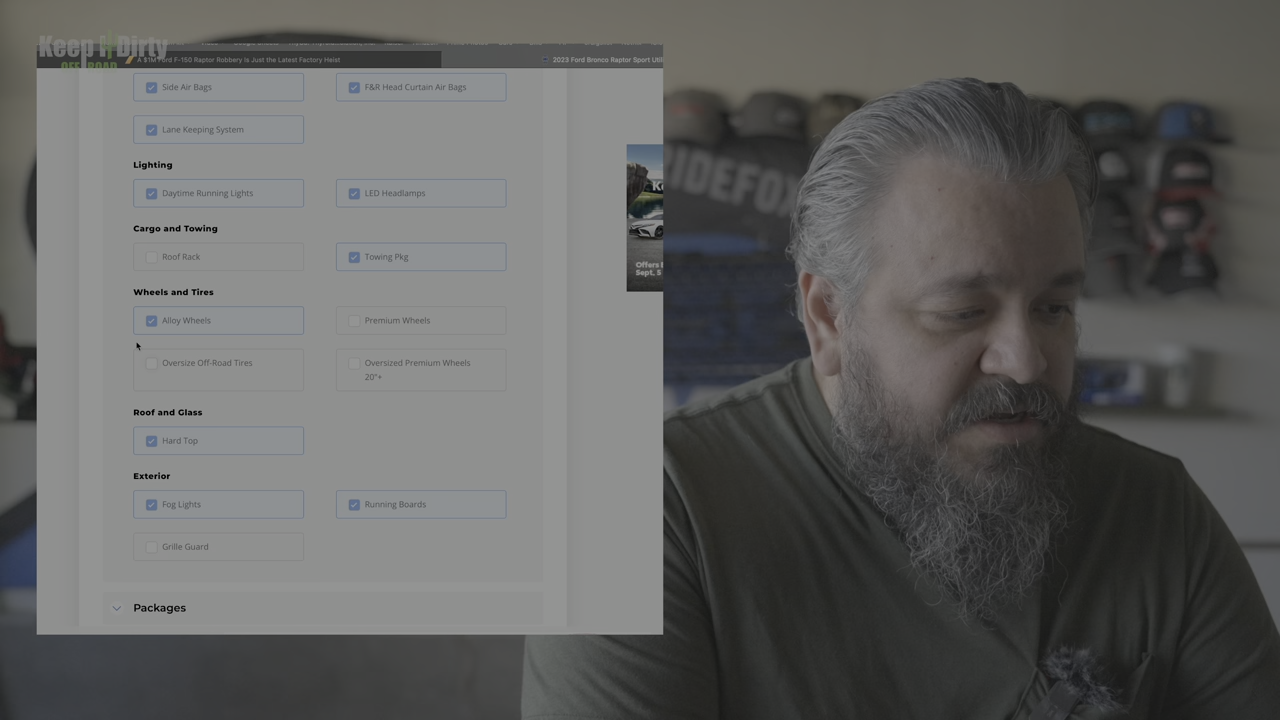 Keep It Dirty
OFF ROAD
A $1M Ford F-150 Raptor Robbery is Just the Latest Factory Heist
2023 Ford Bronco Raptor Sport Util
Side Air Bags
F&R Head Curtain Air Bags
Lane Keeping System
Lighting
Daytime Running Lights
LED Headlamps
Cargo and Towing
Roof Rack
Towing Pkg
Wheels and Tires
Alloy Wheels
Premium Wheels
Oversize Off-Road Tires
Oversized Premium Wheels
20"+
Roof and Glass
Hard Top
Exterior
Fog Lights
Running Boards
Grille Guard
Packages
Offers
Sept, 5
RIDEFOX